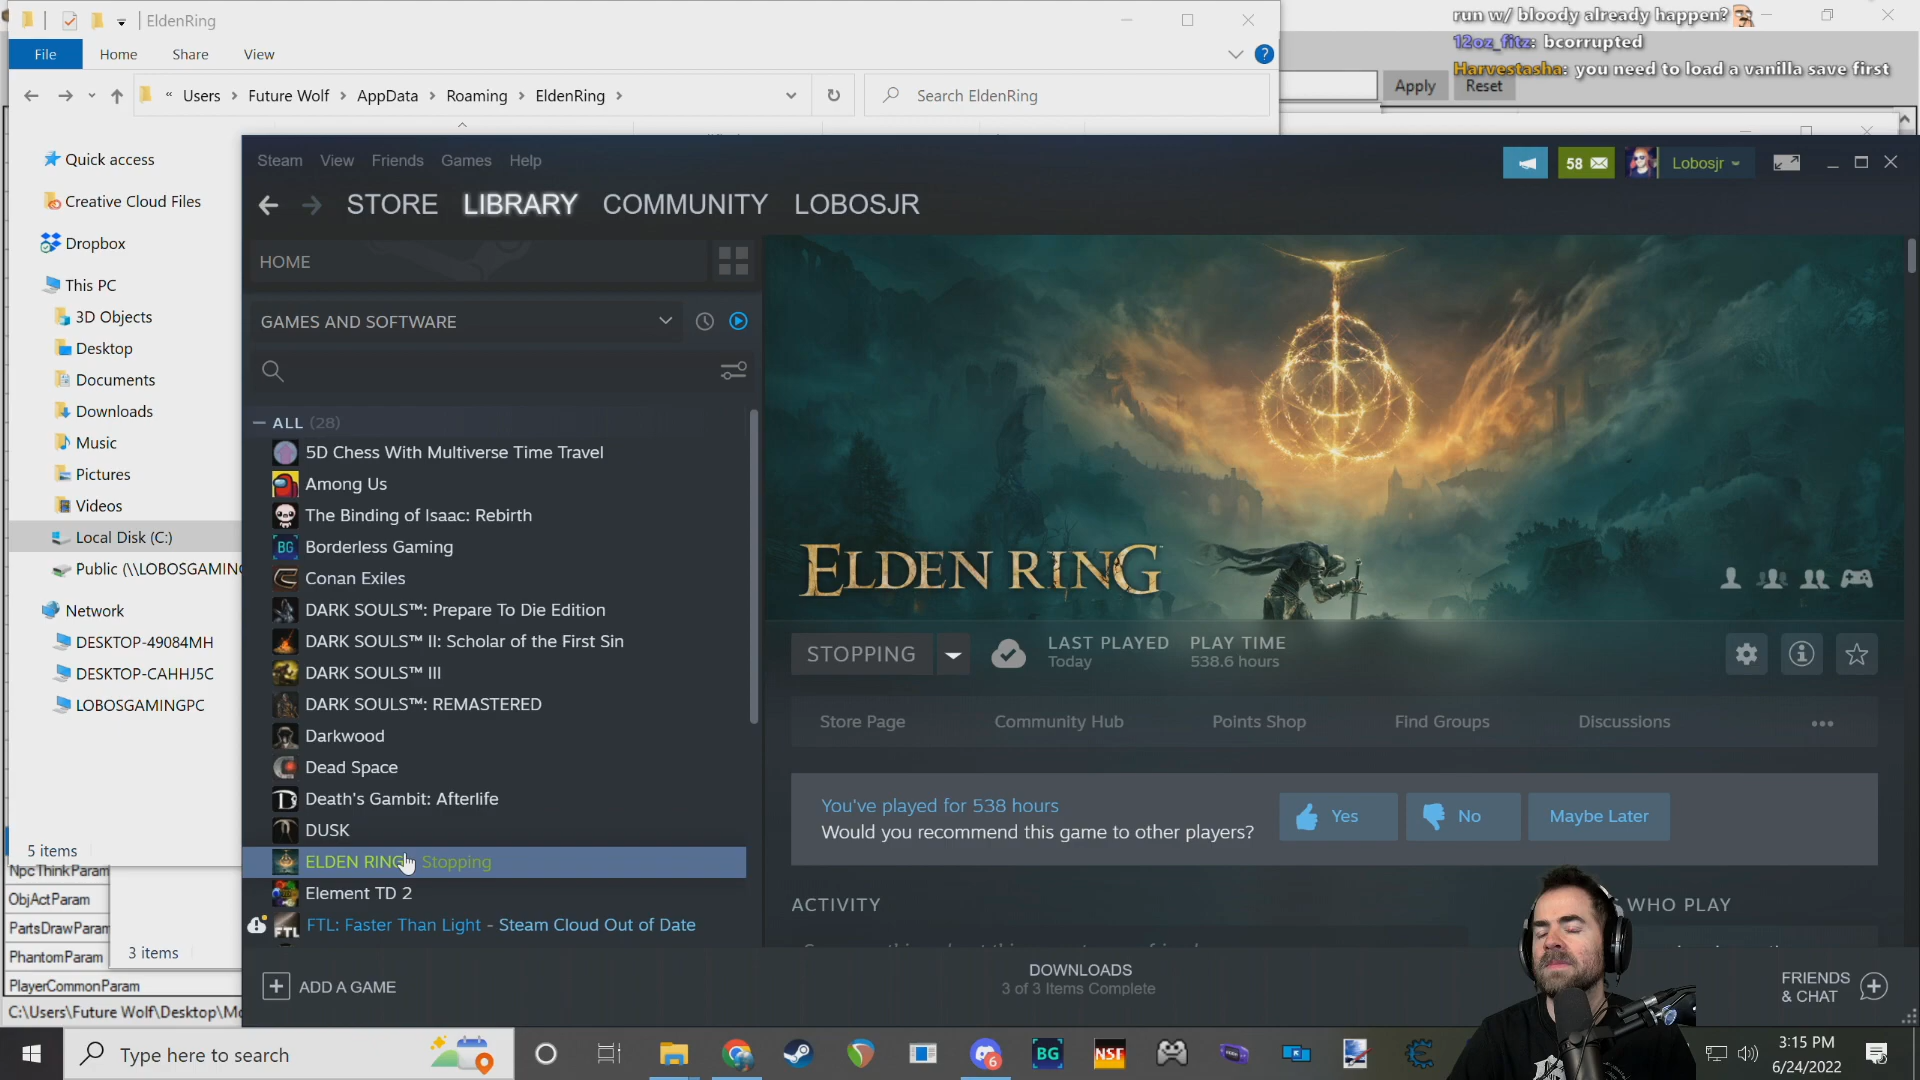 EldenRing
File Home Share View
Users > Future Wolf > AppData > Roaming > EldenRing >
Search EldenRing
run w/ bloody already happen?
12oz_fitz: bcorrupted
Harvestasha: you need to load a vanilla save first
Apply Reset
Quick access
Creative Cloud Files
Dropbox
This PC
3D Objects
Desktop
Documents
Downloads
Music
Pictures
Videos
Local Disk (C:)
Public (\\LOBOSGAMING
Network
DESKTOP-49084MH
DESKTOP-CAHHJ5C
LOBOSGAMINGPC
5 items
NpcThinkParam
ObjActParam
PartsDrawParam
PhantomParam
PlayerCommonParam
3 items
C:\Users\Future Wolf\Desktop\Mo
Steam View Friends Games Help
58
Lobosjr
STORE LIBRARY COMMUNITY LOBOSJR
HOME
GAMES AND SOFTWARE
— ALL (28)
5D Chess With Multiverse Time Travel
Among Us
The Binding of Isaac: Rebirth
BG Borderless Gaming
Conan Exiles
DARK SOULS™: Prepare To Die Edition
DARK SOULS™ II: Scholar of the First Sin
DARK SOULS™ III
DARK SOULS™: REMASTERED
Darkwood
Dead Space
Death's Gambit: Afterlife
DUSK
ELDEN RING Stopping
Element TD 2
FTL FTL: Faster Than Light - Steam Cloud Out of Date
ADD A GAME
ELDEN RING
STOPPING
LAST PLAYED
Today
PLAY TIME
538.6 hours
Store Page Community Hub Points Shop Find Groups Discussions
You've played for 538 hours
Would you recommend this game to other players?
Yes No Maybe Later
ACTIVITY
WHO PLAY
DOWNLOADS
3 of 3 Items Complete
FRIENDS
& CHAT
Type here to search
6
BG
NSF
3:15 PM
6/24/2022